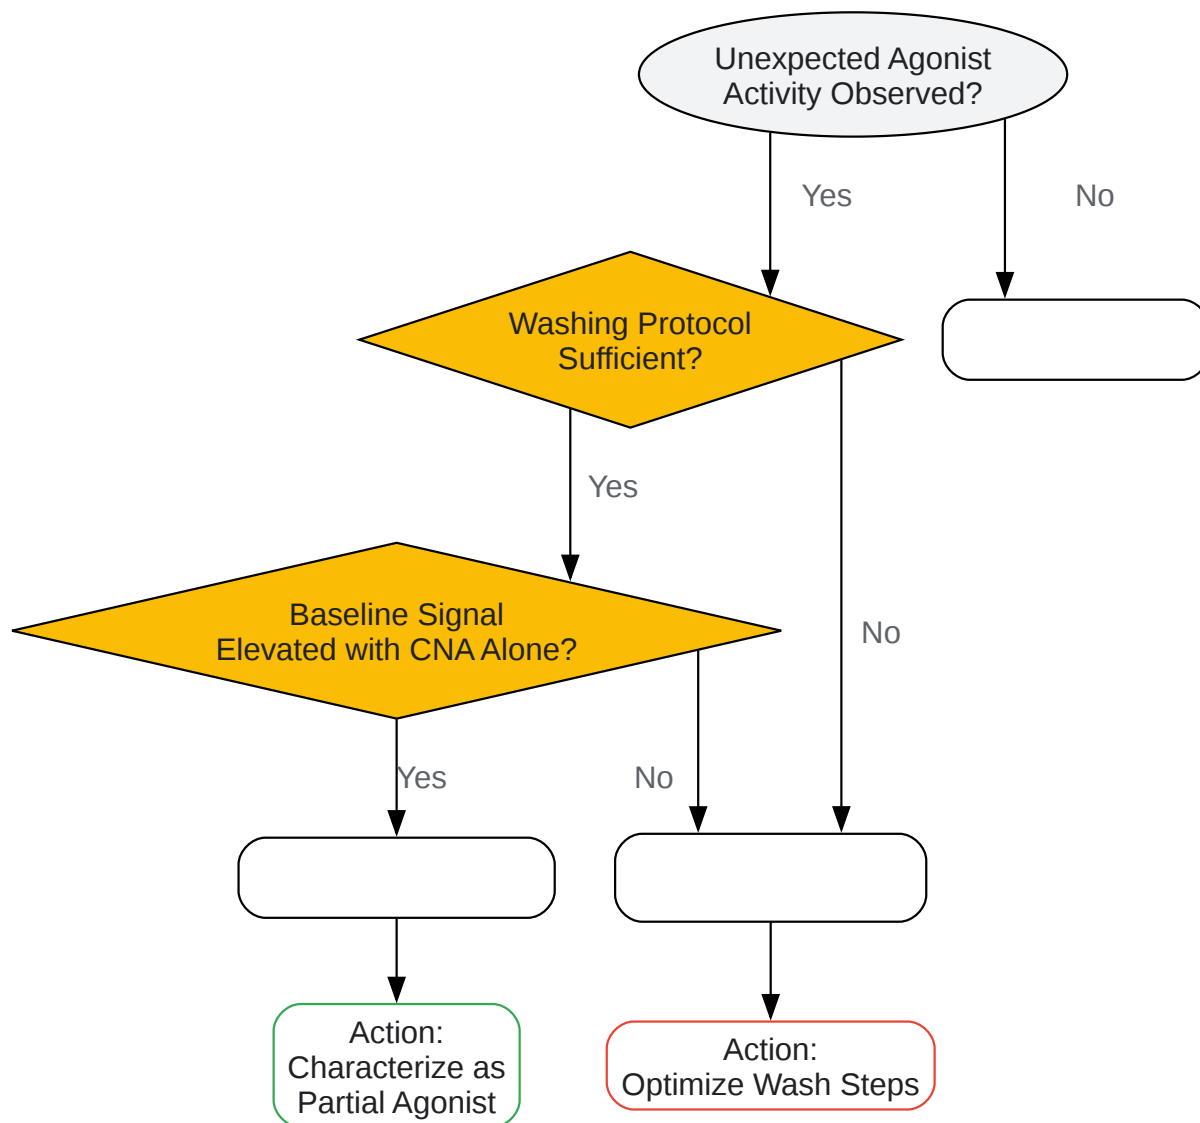 Unexpected Agonist
Activity Observed?
Yes
No
Washing Protocol
Sufficient?
Yes
Baseline Signal
Elevated with CNA Alone?
No
Yes
No
Action:
Characterize as
Partial Agonist
Action:
Optimize Wash Steps